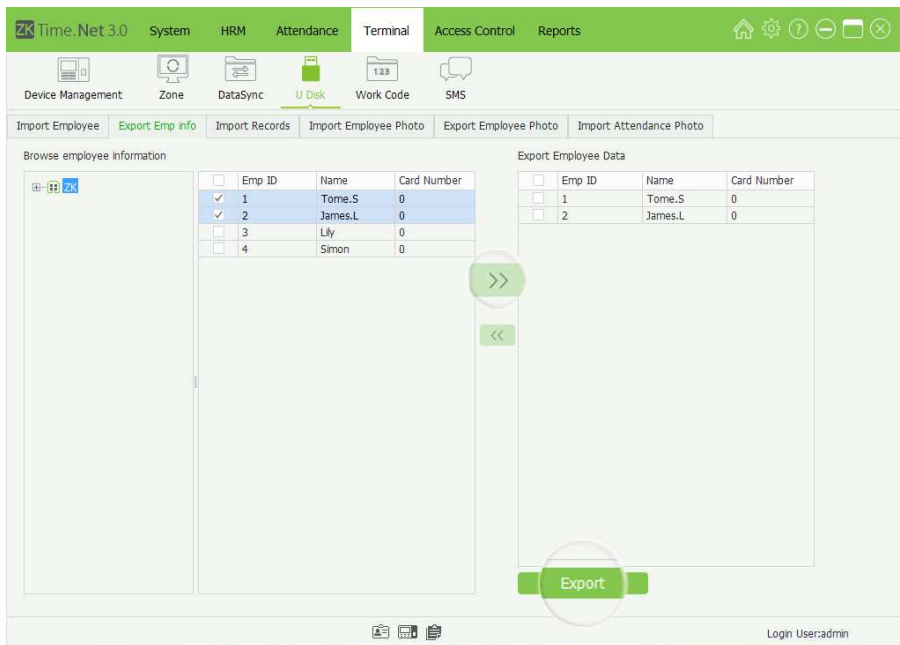 ZK Time.Net 3.0 System HRM Attendance Terminal Access Control Reports
123
Device Management Zone DataSync U Disk Work Code SMS
Import Employee Export Emp info Import Records Import Employee Photo Export Employee Photo Import Attendance Photo
Browse employee information Export Employee Data
ZK
Emp ID Name Card Number Emp ID Name Card Number
1 Tome.S 0 1 Tome.S 0
2 James.L 0 2 James.L 0
3 Lily 0
4 Simon 0
>>
<<
Export
Login User:admin